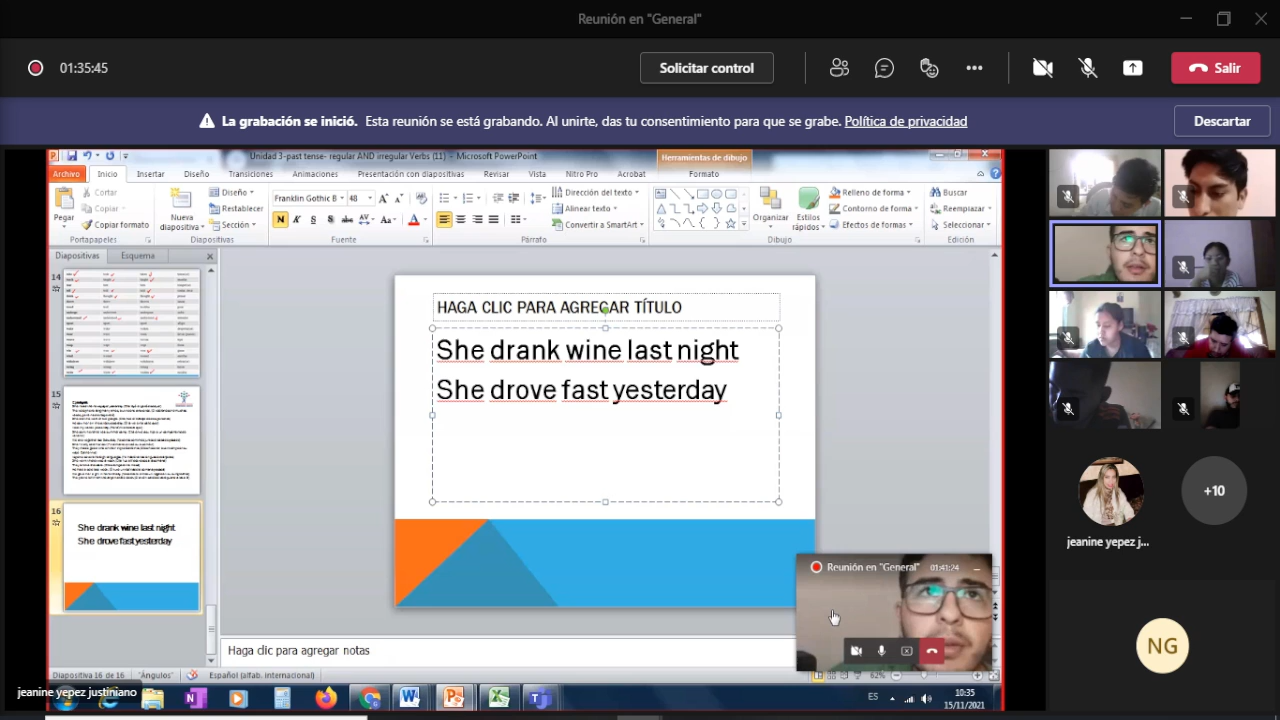 Reunión en "General"
01:35:45
Solicitar control
Salir
La grabación se inició. Esta reunión se está grabando. Al unirte, das tu consentimiento para que se grabe. Política de privacidad
Descartar
Unidad 3-past tense- regular AND irregular Verbs (11) - Microsoft PowerPoint
Herramientas de dibujo
Archivo Inicio Insertar Diseño Transiciones Animaciones Presentación con diapositivas Revisar Vista Nitro Pro Acrobat Formato
Pegar
Cortar
Copiar
Copiar formato
Portapapeles
Nueva diapositiva
Diseño
Restablecer
Sección
Diapositivas
Franklin Gothic B 48
Fuente
Dirección del texto
Alinear texto
Convertir a SmartArt
Párrafo
Organizar
Estilos rápidos
Relleno de forma
Contorno de forma
Efectos de formas
Dibujo
Buscar
Reemplazar
Seleccionar
Edición
Diapositivas Esquema
14
15
16
She drank wine last night
She drove fast yesterday
HAGA CLIC PARA AGREGAR TÍTULO
She drank wine last night
She drove fast yesterday
Reunión en "General" 01:41:24
Haga clic para agregar notas
Diapositiva 16 de 16 "Ángulos" Español (alfab. internacional) 62%
jeanine yepez justiniano
ES
10:35
15/11/2021
jeanine yepez j...
+10
NG